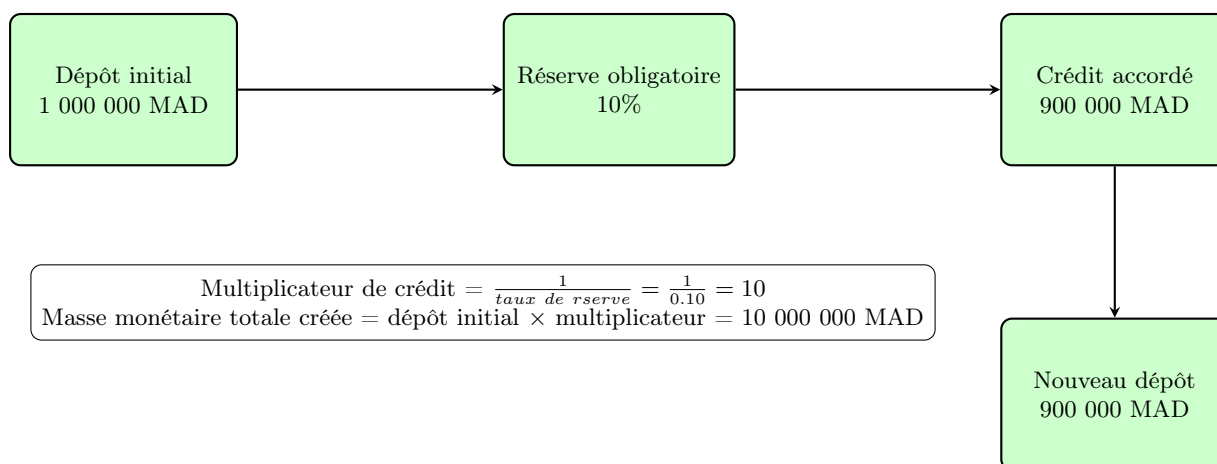 Dépôt initial
1 000 000 MAD
Réserve obligatoire
10%
Crédit accordé
900 000 MAD
Multiplicateur de crédit = \frac{1}{taux de rserve} = \frac{1}{0.10} = 10
Masse monétaire totale créée = dépôt initial × multiplicateur = 10 000 000 MAD
Nouveau dépôt
900 000 MAD